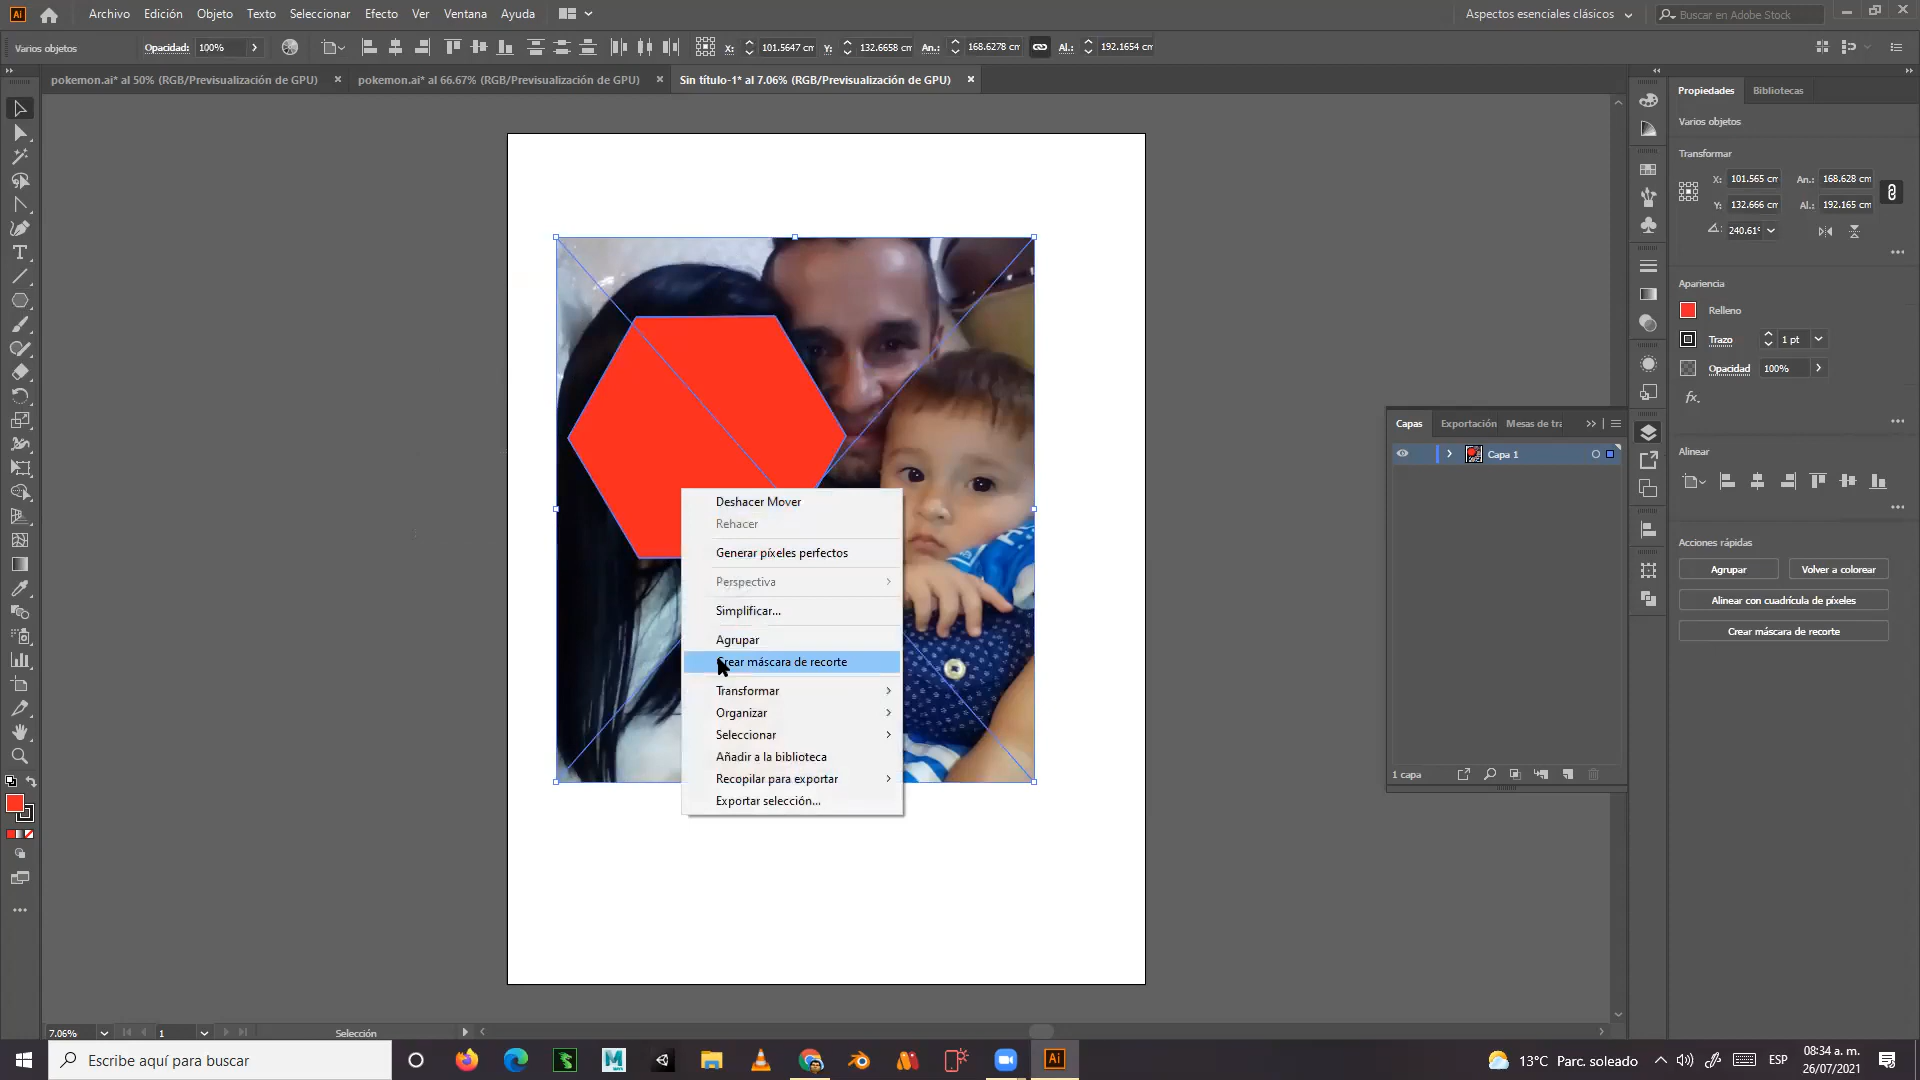 Ai Archivo Edición Objeto Texto Seleccionar Efecto Ver Ventana Ayuda Aspectos esenciales clásicos Buscar en Adobe Stock
Varios objetos Opacidad: 100% X: 101.5647 cm Y: 132.6658 cm An.: 168.6278 cm Al.: 192.1654 cm
pokemon.ai* al 50% (RGB/Previsualización de GPU) × pokemon.ai* al 66.67% (RGB/Previsualización de GPU) × Sin título-1* al 7.06% (RGB/Previsualización de GPU) ×
Propiedades Bibliotecas
Varios objetos
Transformar
X: 101.565 cm An.: 168.628 cm
Y: 132.666 cm Al.: 192.165 cm
240.61°
Apariencia
Relleno
Trazo 1 pt
Opacidad 100%
fx.
Alinear
Acciones rápidas
Agrupar Volver a colorear
Alinear con cuadrícula de píxeles
Crear máscara de recorte
Capas Exportación Mesas de tra
Capa 1
1 capa
Deshacer Mover
Rehacer
Generar píxeles perfectos
Perspectiva
Simplificar...
Agrupar
Crear máscara de recorte
Transformar
Organizar
Seleccionar
Añadir a la biblioteca
Recopilar para exportar
Exportar selección...
7.06% 1 Selección
Escribe aquí para buscar
Ai
13°C Parc. soleado
ESP
08:34 a. m.
26/07/2021